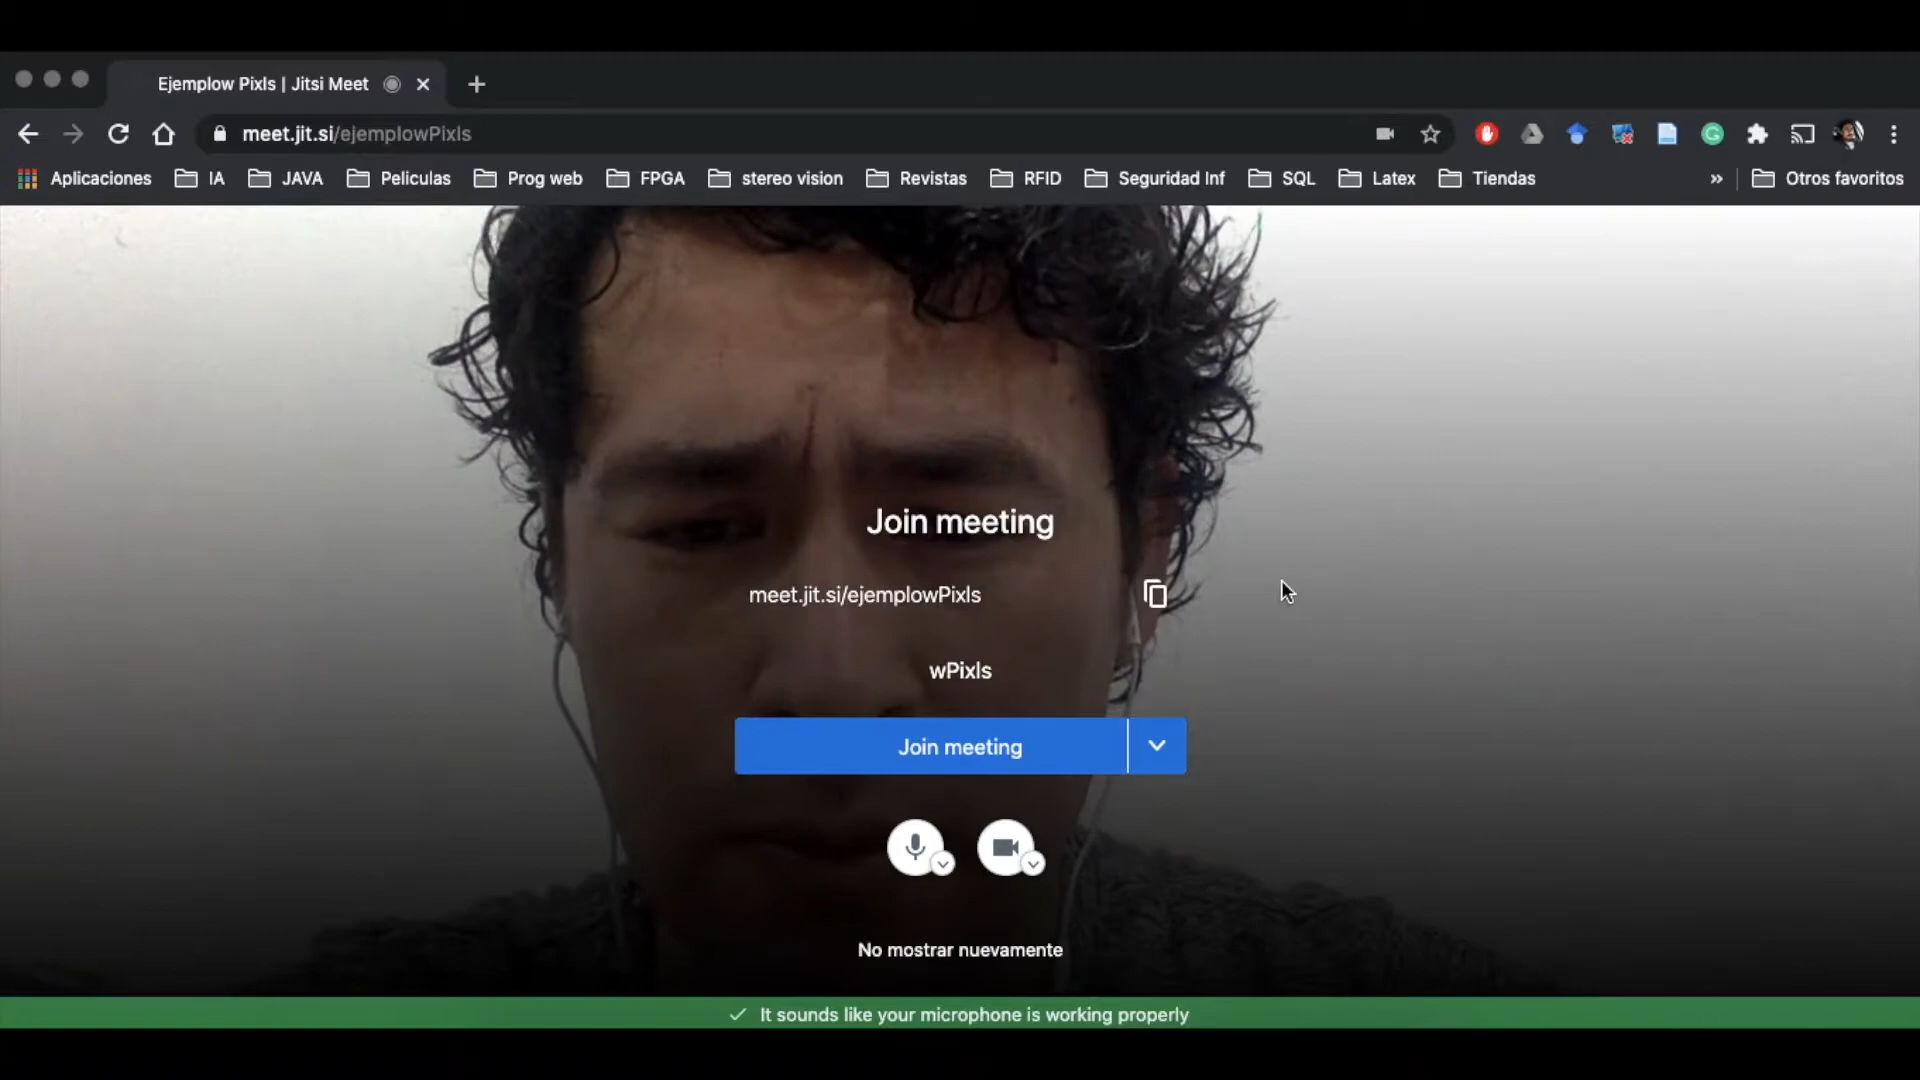 Ejemplow Pixls | Jitsi Meet
meet.jit.si/ejemplowPixls
Aplicaciones IA JAVA Peliculas Prog web FPGA stereo vision Revistas RFID Seguridad Inf SQL Latex Tiendas » Otros favoritos
Join meeting
meet.jit.si/ejemplowPixls
wPixls
Join meeting
No mostrar nuevamente
It sounds like your microphone is working properly